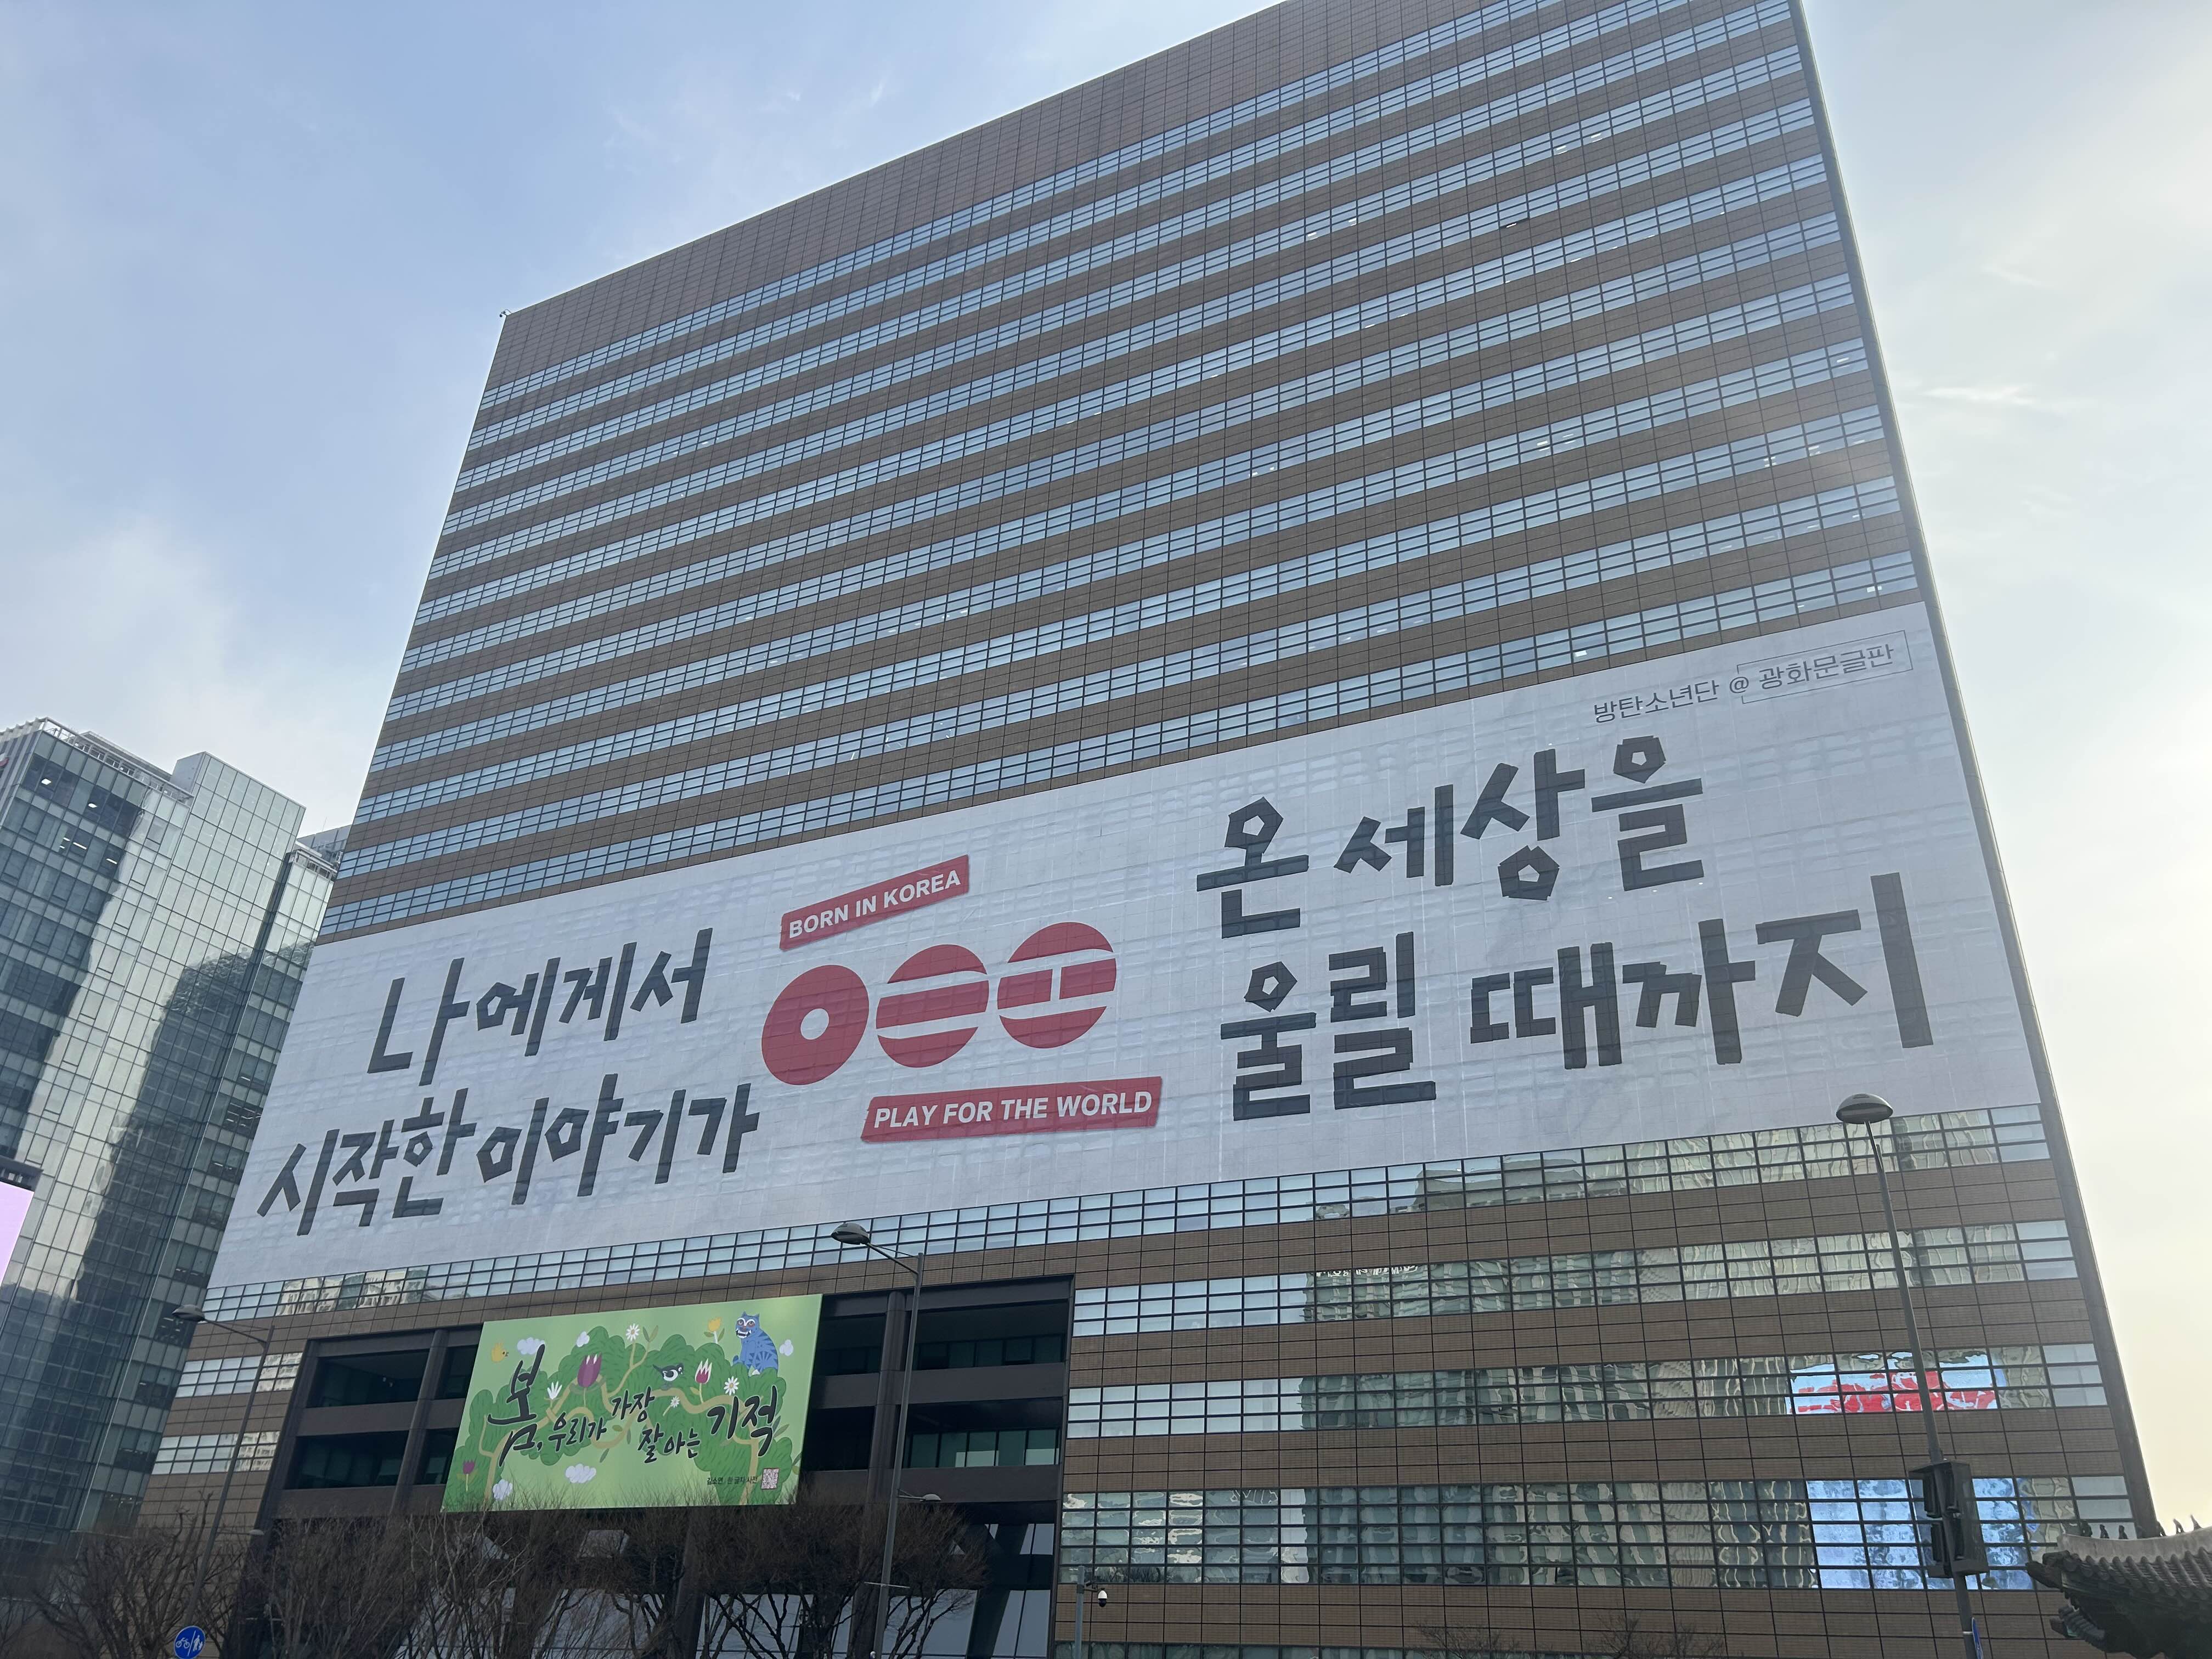 방탄소년단 @ 광화문글판
나에게서
시작한 이야기가
BORN IN KOREA
PLAY FOR THE WORLD
온 세상을
울릴 때까지
봄, 우리가 가장
잘 아는 기적